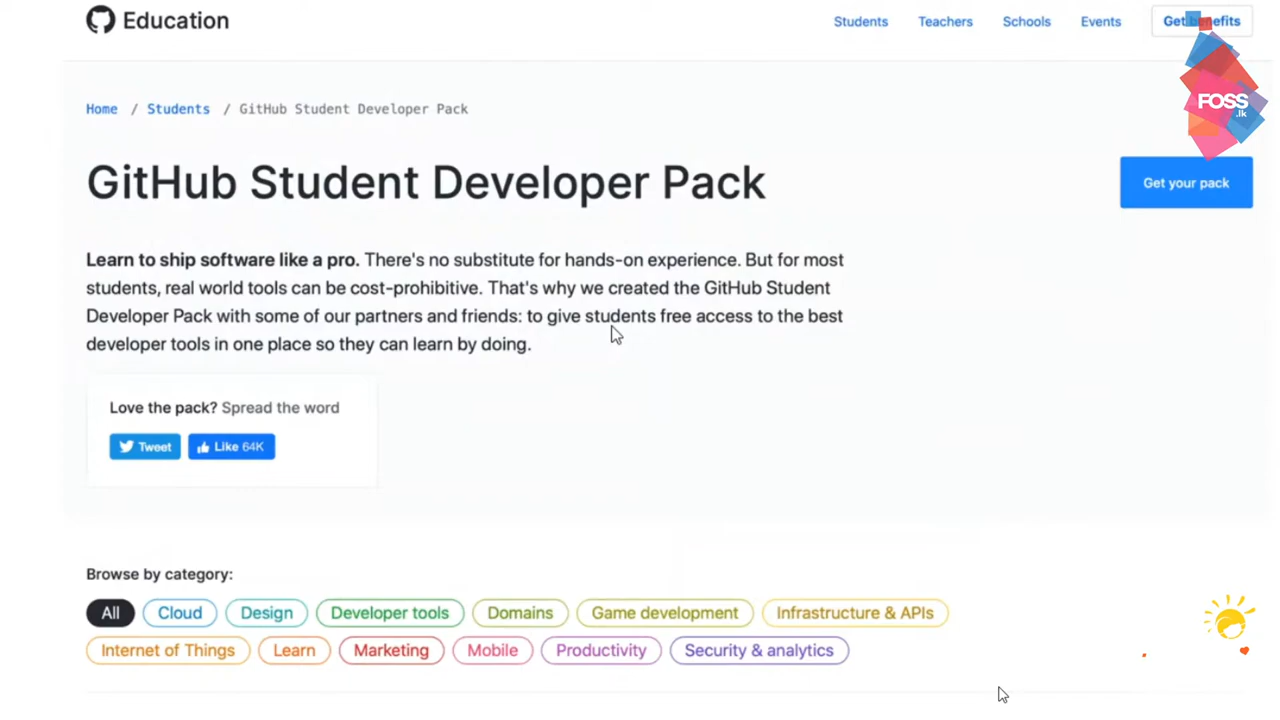 Education
Students Teachers Schools Events Get benefits
FOSS
.lk
Home / Students / GitHub Student Developer Pack
GitHub Student Developer Pack
Get your pack
Learn to ship software like a pro. There's no substitute for hands-on experience. But for most
students, real world tools can be cost-prohibitive. That's why we created the GitHub Student
Developer Pack with some of our partners and friends: to give students free access to the best
developer tools in one place so they can learn by doing.
Love the pack? Spread the word
Tweet Like 64K
Browse by category:
All Cloud Design Developer tools Domains Game development Infrastructure & APIs
Internet of Things Learn Marketing Mobile Productivity Security & analytics